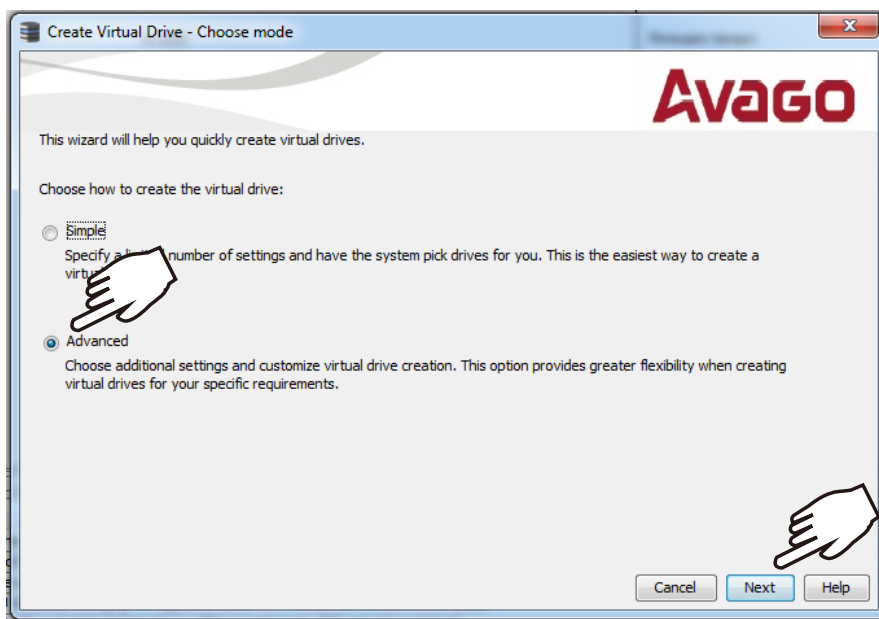 Create Virtual Drive - Choose mode
Avago
This wizard will help you quickly create virtual drives.
Choose how to create the virtual drive:
Simple
Specify a number of settings and have the system pick drives for you. This is the easiest way to create a
Advanced
Choose additional settings and customize virtual drive creation. This option provides greater flexibility when creating
virtual drives for your specific requirements.
Cancel Next Help